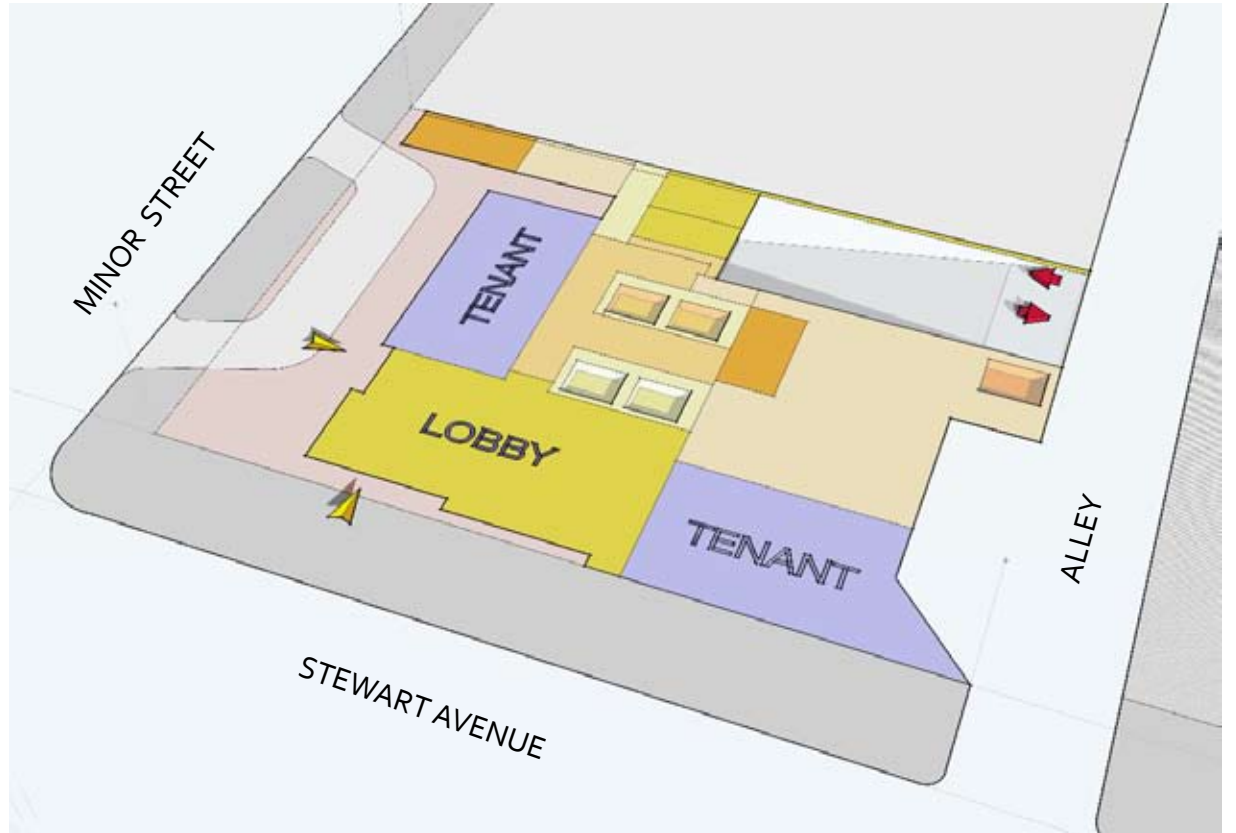 MINOR STREET
TENANT
LOBBY
TENANT
ALLEY
STEWART AVENUE